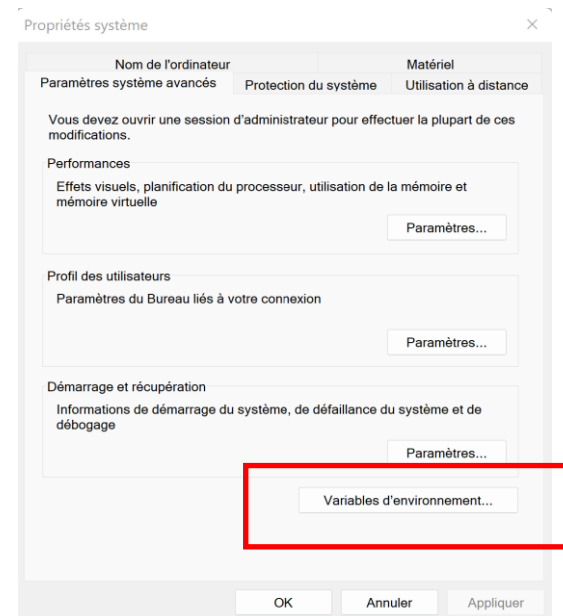 Propriétés système
Nom de l'ordinateur
Matériel
Paramètres système avancés
Protection du système
Utilisation à distance
Vous devez ouvrir une session d'administrateur pour effectuer la plupart de ces
modifications.
Performances
Effets visuels, planification du processeur, utilisation de la mémoire et
mémoire virtuelle
Paramètres...
Profil des utilisateurs
Paramètres du Bureau liés à votre connexion
Paramètres...
Démarrage et récupération
Informations de démarrage du système, de défaillance du système et de
débogage
Paramètres...
Variables d'environnement...
OK
Annuler
Appliquer